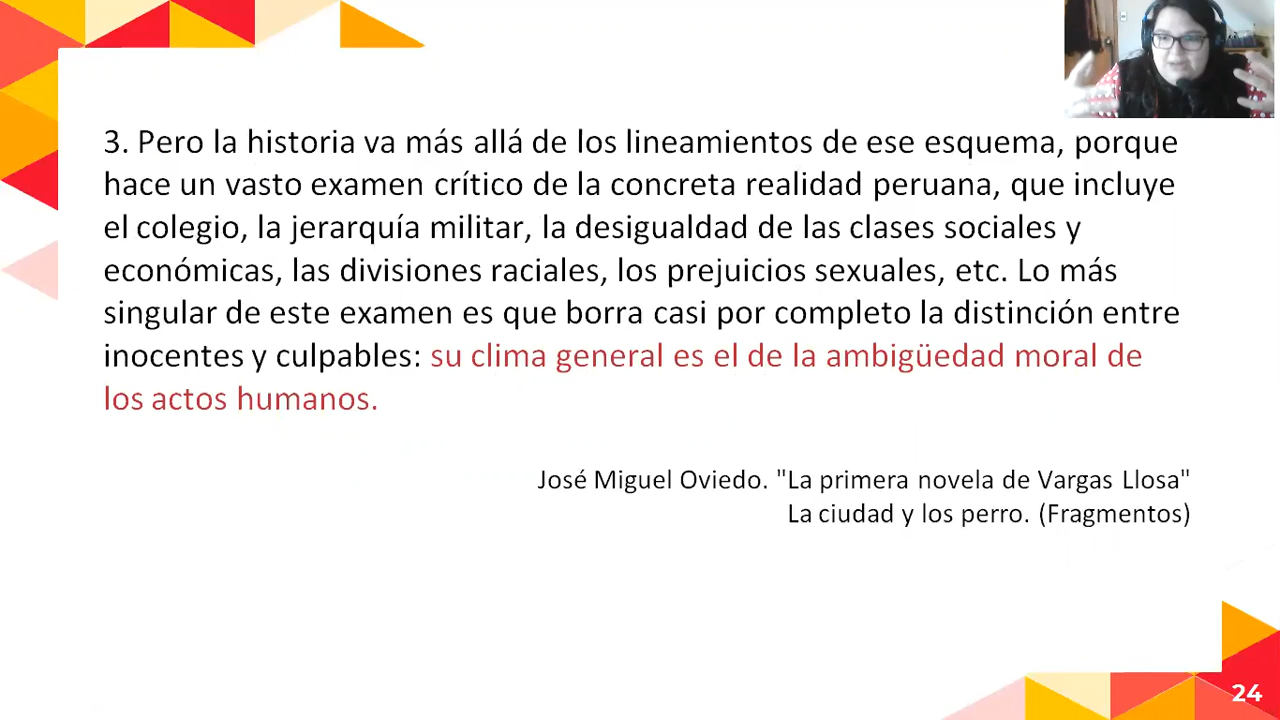 3. Pero la historia va más allá de los lineamientos de ese esquema, porque
hace un vasto examen crítico de la concreta realidad peruana, que incluye
el colegio, la jerarquía militar, la desigualdad de las clases sociales y
económicas, las divisiones raciales, los prejuicios sexuales, etc. Lo más
singular de este examen es que borra casi por completo la distinción entre
inocentes y culpables: su clima general es el de la ambigüedad moral de
los actos humanos.
José Miguel Oviedo. "La primera novela de Vargas Llosa"
La ciudad y los perro. (Fragmentos)
24